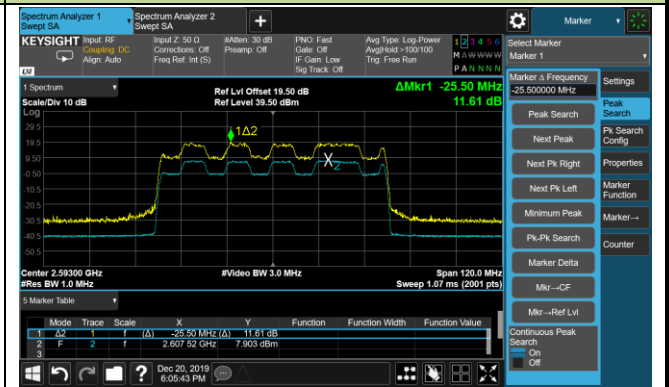 Spectrum Analyzer 1
Swept SA
Spectrum Analyzer 2
Swept SA
Marker
KEYSIGHT
Input: RF
Coupling: DC
Align: Auto
Input Z: 50 Ω
Corrections: Off
Freq Ref: Int (S)
#Atten: 30 dB
Preamp: Off
PNO: Fast
Gate: Off
IF Gain: Low
Sig Track: Off
Avg Type: Log-Power
Avg|Hold:>100/100
Trig: Free Run
1 2 3 4 5 6
M A W W W W
P A N N N N
LXI
Select Marker
Marker 1
1 Spectrum
Scale/Div 10 dB
Log
Ref Lvl Offset 19.50 dB
Ref Level 39.50 dBm
ΔMkr1 -25.50 MHz
11.61 dB
29.5
19.5
9.50
-0.50
-10.5
-20.5
-30.5
-40.5
-50.5
1Δ2
2
Center 2.59300 GHz
#Res BW 1.0 MHz
#Video BW 3.0 MHz
Span 120.0 MHz
Sweep 1.07 ms (2001 pts)
5 Marker Table
Mode Trace Scale X Y Function Function Width Function Value
1 Δ2 1 f (Δ) -25.50 MHz (Δ) 11.61 dB
2 F 2 f 2.607 52 GHz 7.903 dBm
3
Marker Δ Frequency
-25.500000 MHz
Peak Search
Next Peak
Next Pk Right
Next Pk Left
Minimum Peak
Pk-Pk Search
Marker Delta
Mkr→CF
Mkr→Ref Lvl
Continuous Peak
Search
On
Off
Settings
Peak
Search
Pk Search
Config
Properties
Marker
Function
Marker→
Counter
?
Dec 20, 2019
6:05:43 PM